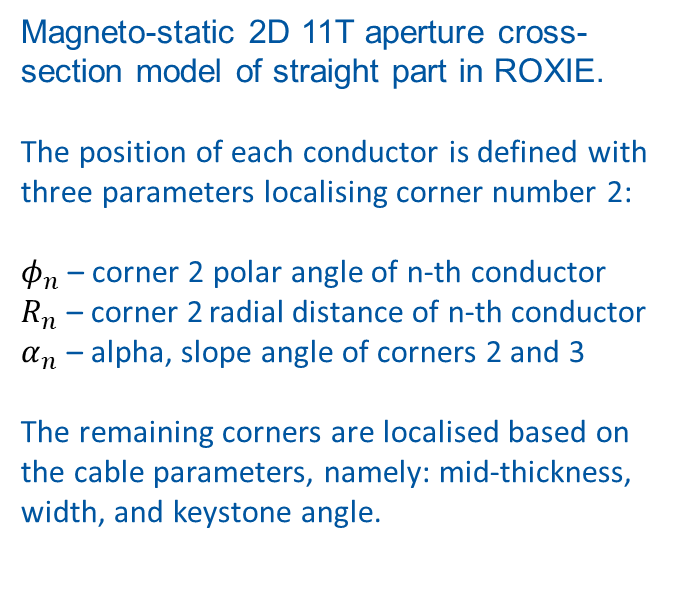 Magneto-static 2D 11T aperture cross-
section model of straight part in ROXIE.
The position of each conductor is defined with
three parameters localising corner number 2:
ϕn – corner 2 polar angle of n-th conductor
Rn – corner 2 radial distance of n-th conductor
αn – alpha, slope angle of corners 2 and 3
The remaining corners are localised based on
the cable parameters, namely: mid-thickness,
width, and keystone angle.